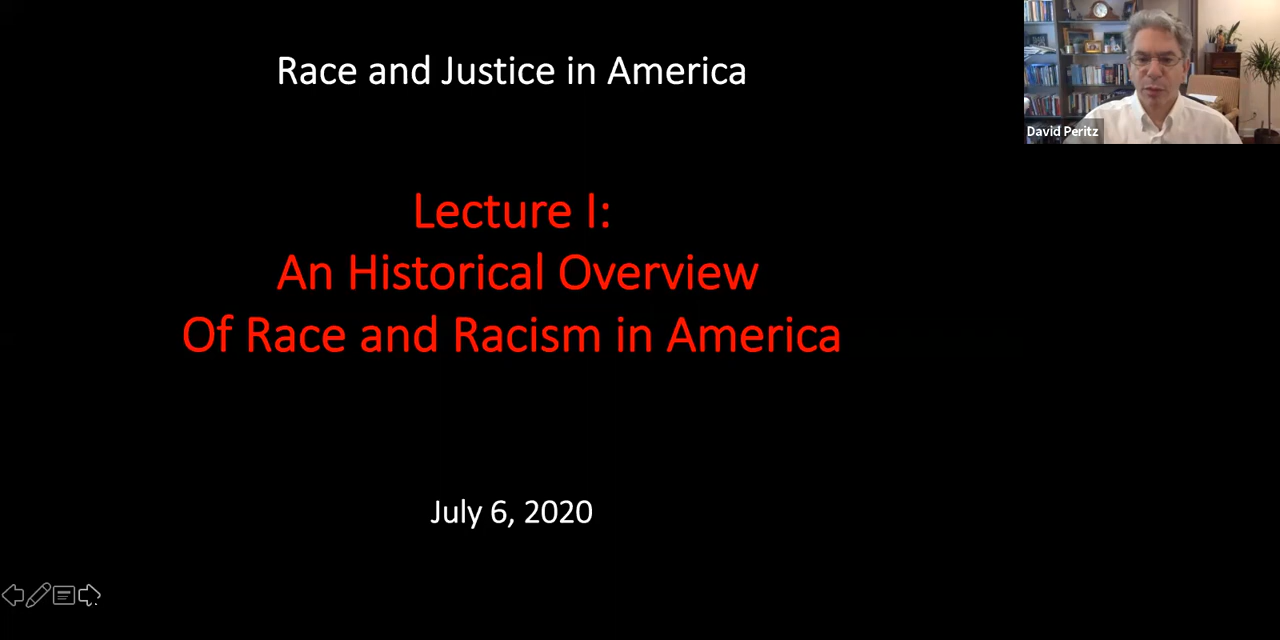 Race and Justice in America
David Peritz
Lecture I:
An Historical Overview
Of Race and Racism in America
July 6, 2020